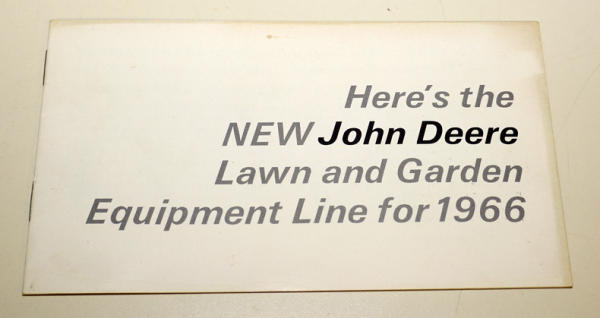 Here's the
NEW John Deere
Lawn and Garden
Equipment Line for 1966